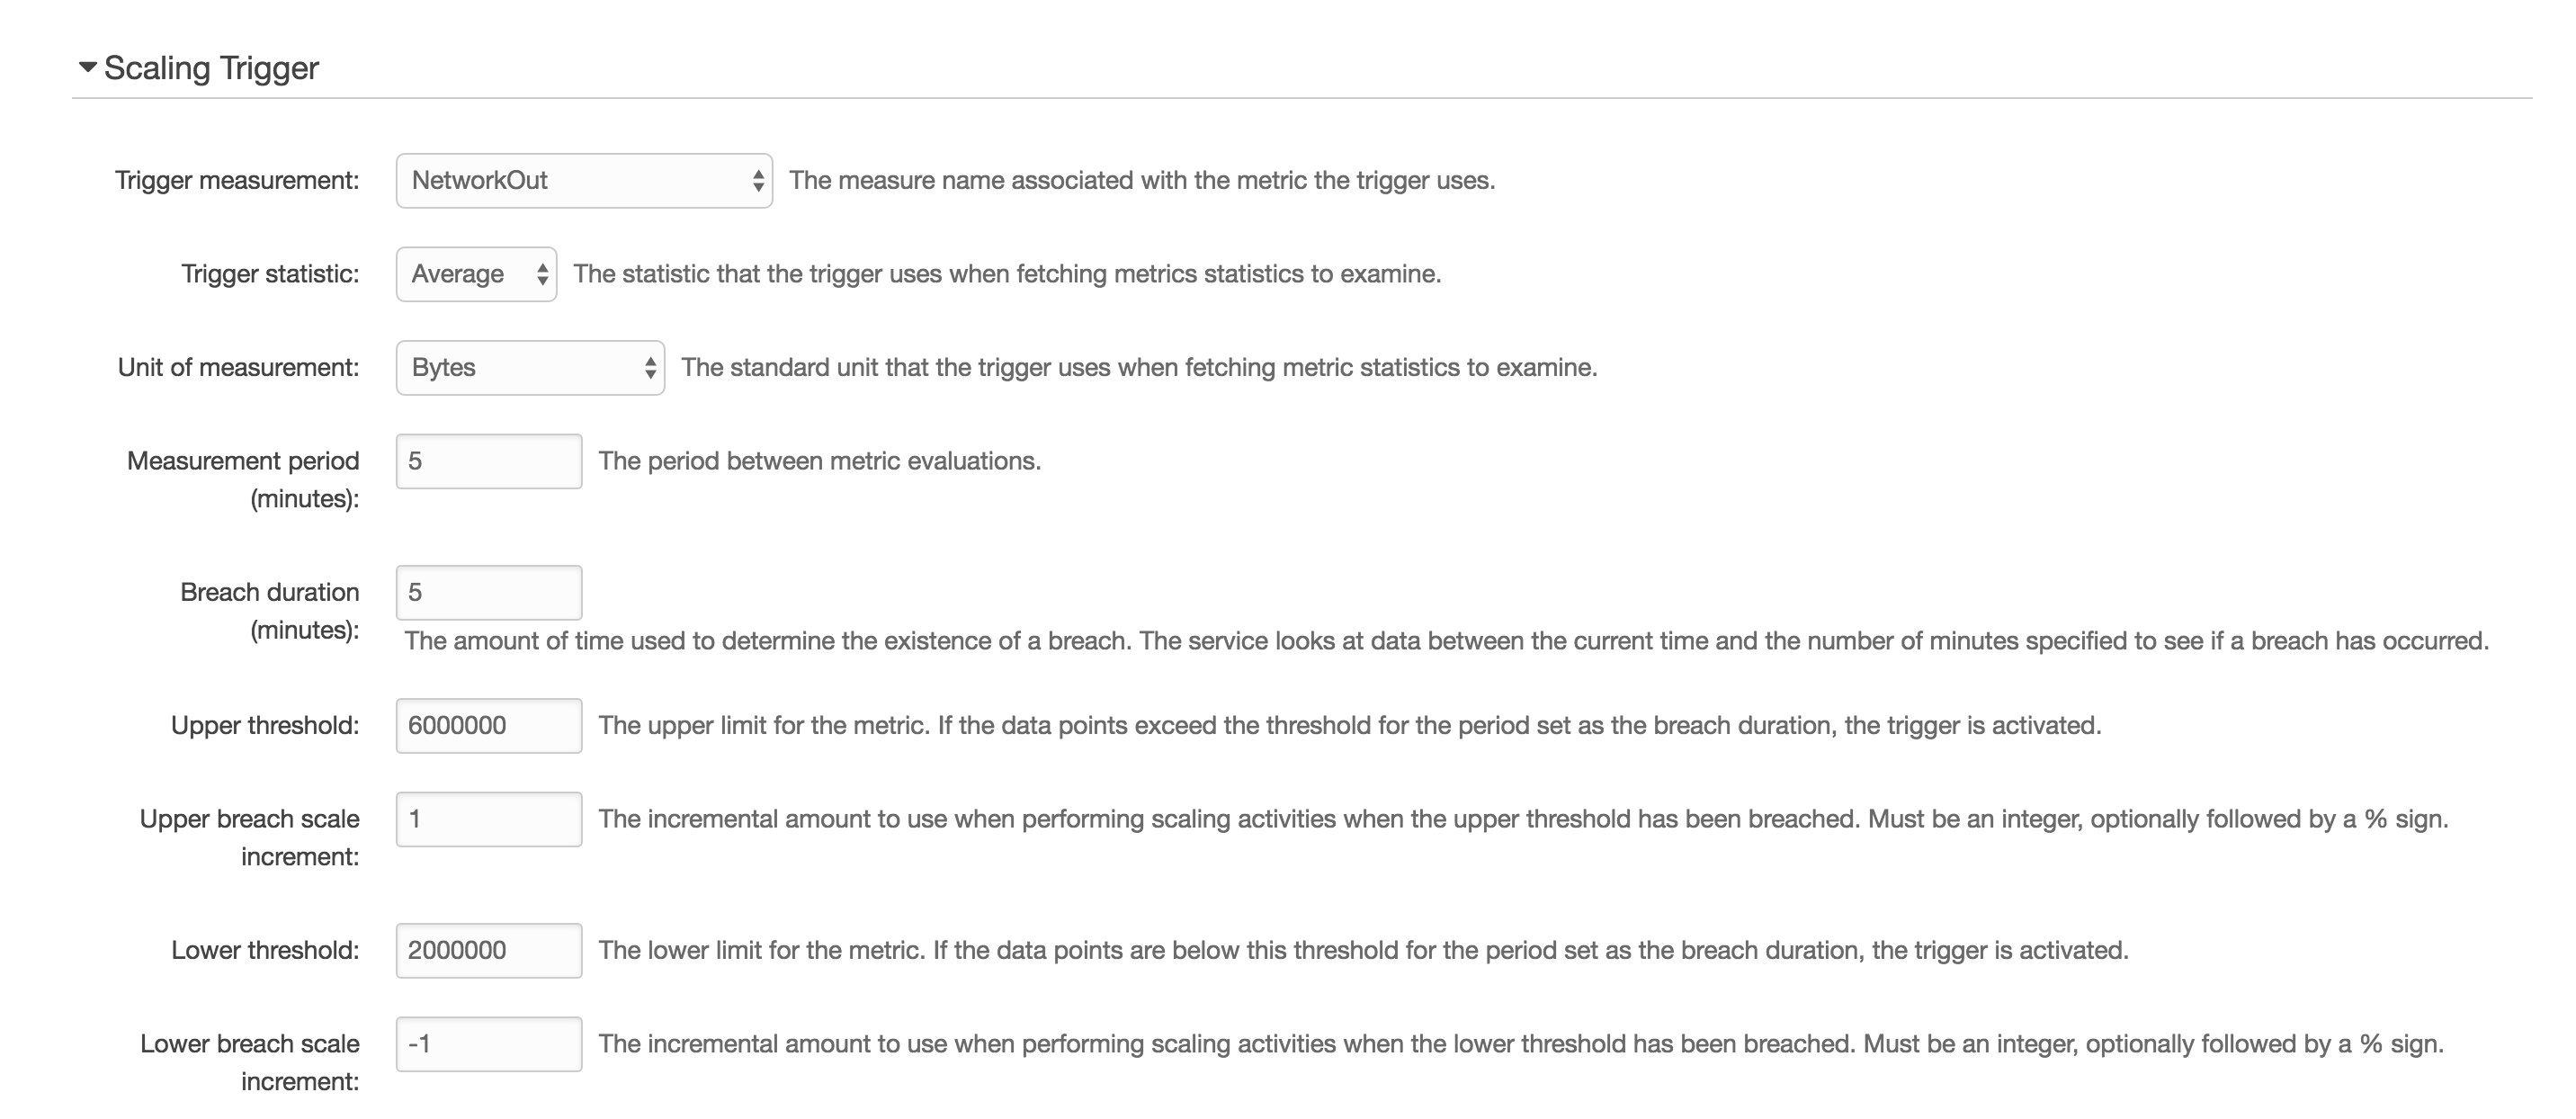 Scaling Trigger
Trigger measurement: NetworkOut The measure name associated with the metric the trigger uses.
Trigger statistic: Average The statistic that the trigger uses when fetching metrics statistics to examine.
Unit of measurement: Bytes The standard unit that the trigger uses when fetching metric statistics to examine.
Measurement period 5 The period between metric evaluations.
(minutes):
Breach duration 5
(minutes):
The amount of time used to determine the existence of a breach. The service looks at data between the current time and the number of minutes specified to see if a breach has occurred.
Upper threshold: 6000000 The upper limit for the metric. If the data points exceed the threshold for the period set as the breach duration, the trigger is activated.
Upper breach scale 1 The incremental amount to use when performing scaling activities when the upper threshold has been breached. Must be an integer, optionally followed by a % sign.
increment:
Lower threshold: 2000000 The lower limit for the metric. If the data points are below this threshold for the period set as the breach duration, the trigger is activated.
Lower breach scale -1 The incremental amount to use when performing scaling activities when the lower threshold has been breached. Must be an integer, optionally followed by a % sign.
increment: